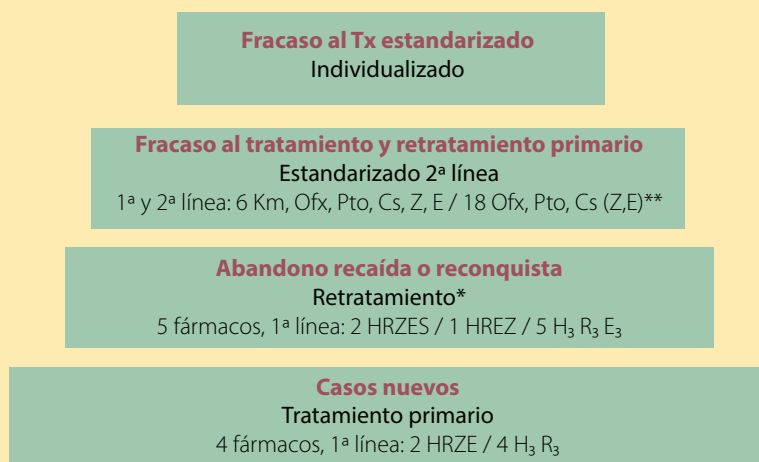 Fracaso al Tx estandarizado
Individualizado
Fracaso al tratamiento y retratamiento primario
Estandarizado 2ª línea
1ª y 2ª línea: 6 Km, Ofx, Pto, Cs, Z, E / 18 Ofx, Pto, Cs (Z,E)**
Abandono recaída o reconquista
Retratamiento*
5 fármacos, 1ª línea: 2 HRZES / 1 HREZ / 5 H₃ R₃ E₃
Casos nuevos
Tratamiento primario
4 fármacos, 1ª línea: 2 HRZE / 4 H₃ R₃